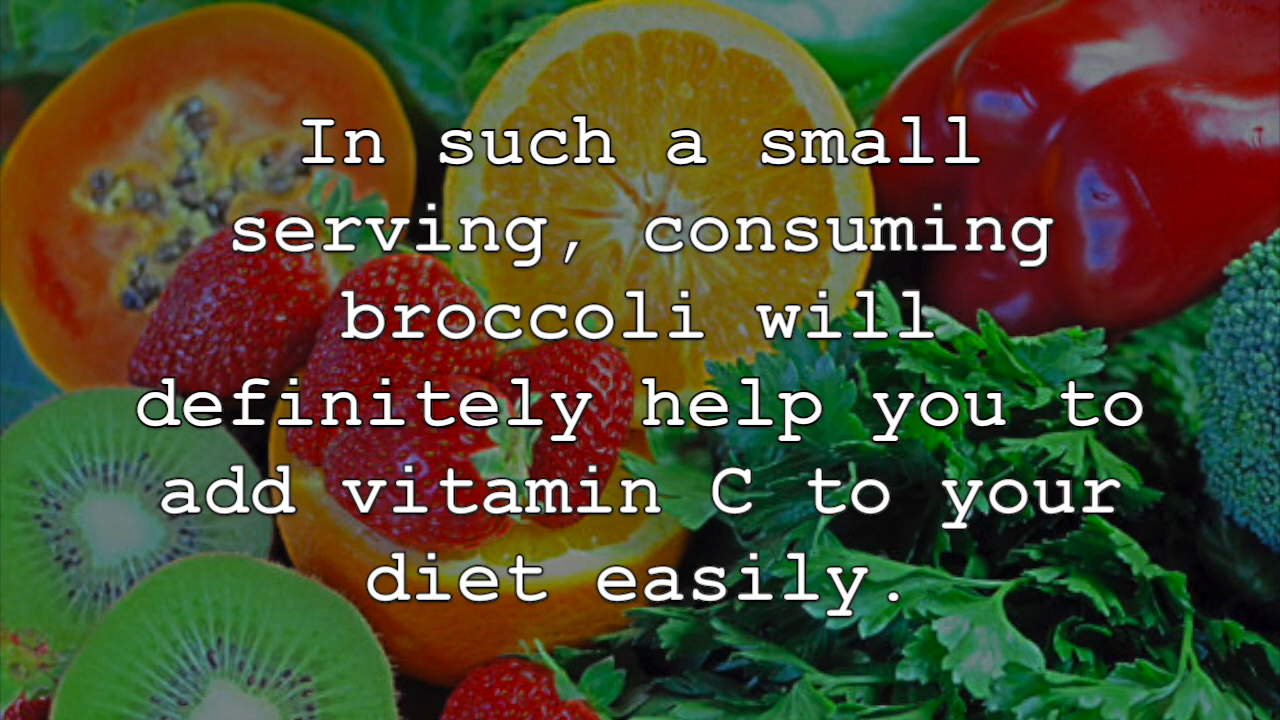 In such a small
serving, consuming
broccoli will
definitely help you to
add vitamin C to your
diet easily.